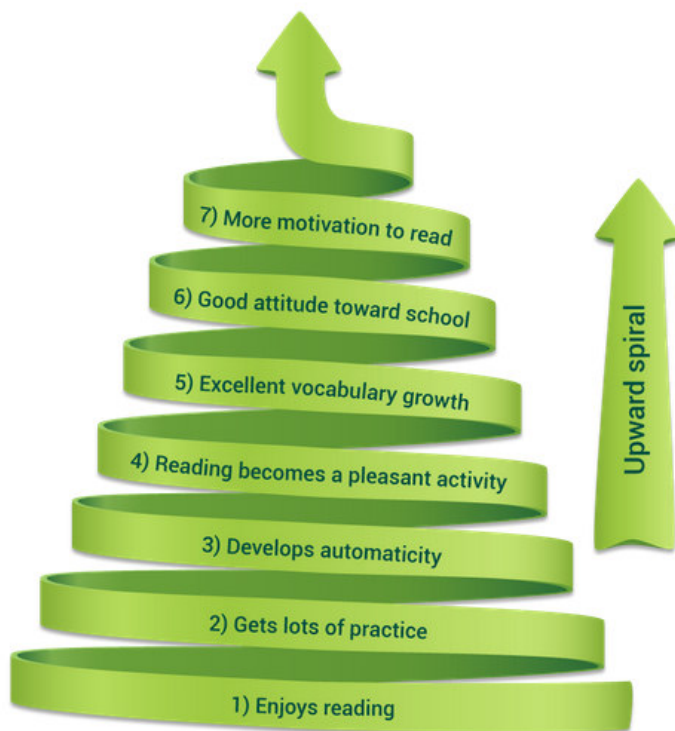 7) More motivation to read
6) Good attitude toward school
5) Excellent vocabulary growth
4) Reading becomes a pleasant activity
3) Develops automaticity
2) Gets lots of practice
1) Enjoys reading
Upward spiral